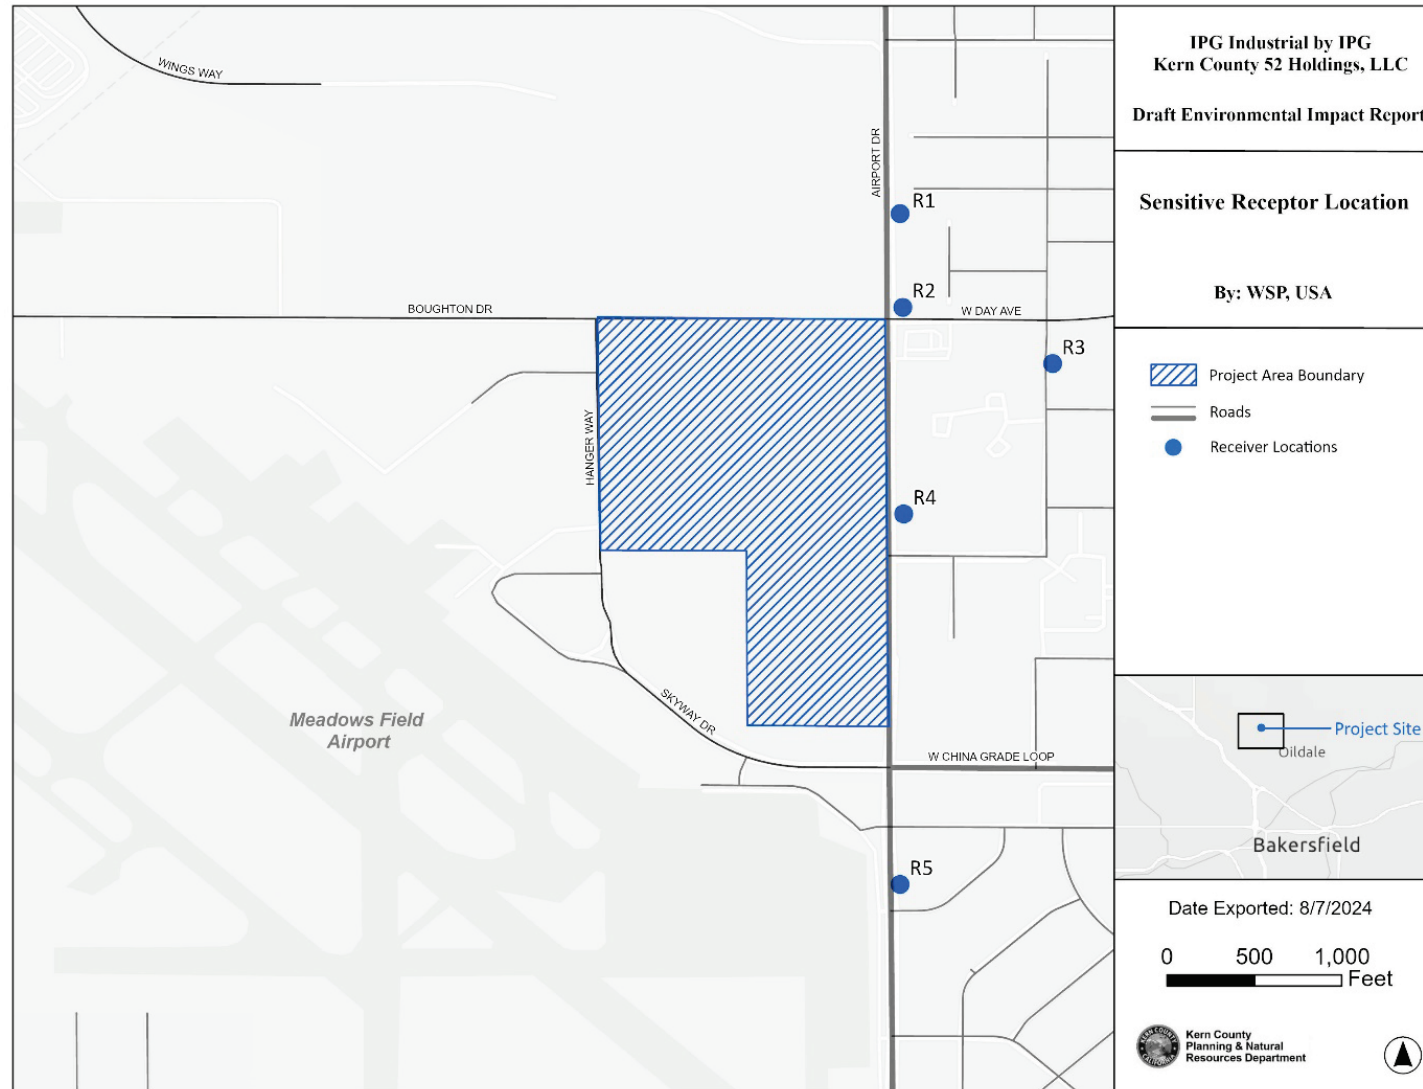 WINGS WAY
AIRPORT DR
R1
R2
BOUGHTON DR
W DAY AVE
R3
HANGER WAY
R4
SKYWAY DR
Meadows Field
Airport
W CHINA GRADE LOOP
R5
IPG Industrial by IPG
Kern County 52 Holdings, LLC
Draft Environmental Impact Report
Sensitive Receptor Location
By: WSP, USA
Project Area Boundary
Roads
Receiver Locations
Project Site
Oildale
Bakersfield
Date Exported: 8/7/2024
0 500 1,000
Feet
KERN COUNTY
CALIFORNIA
Kern County
Planning & Natural
Resources Department